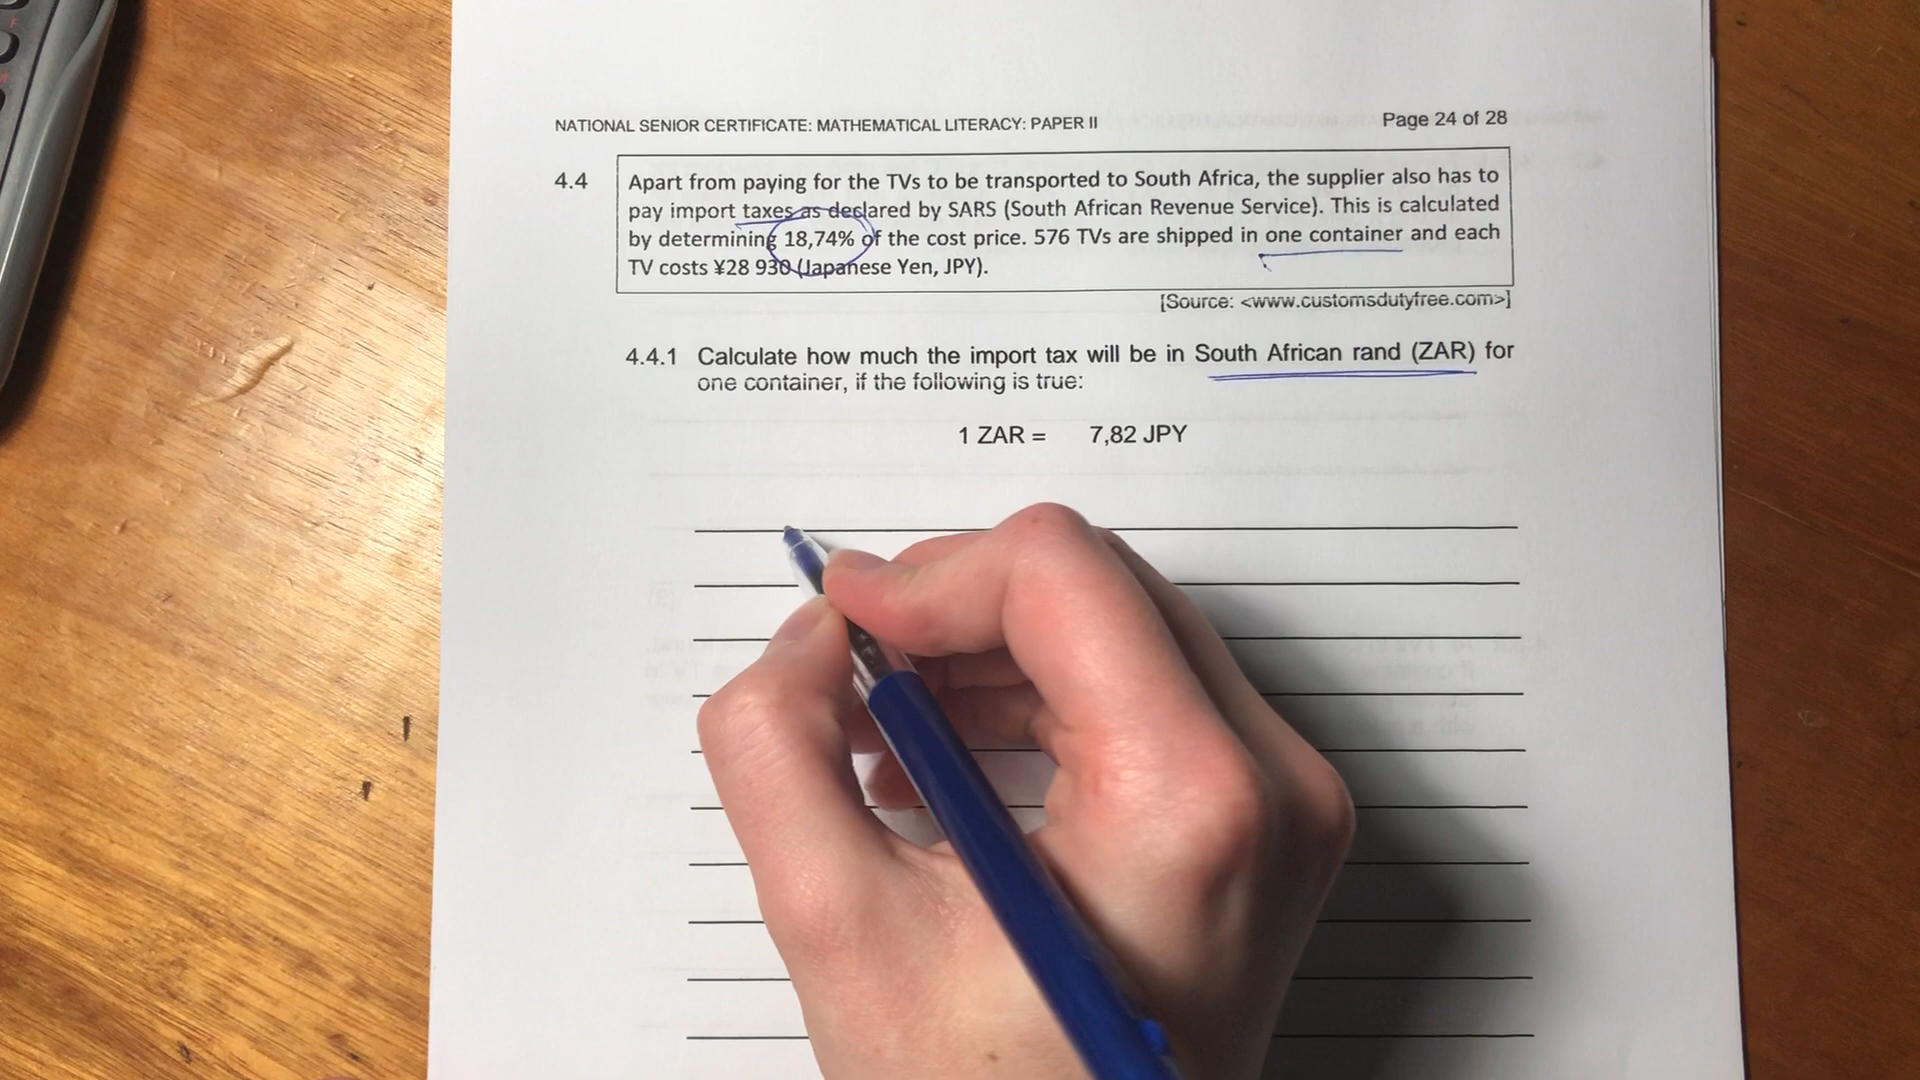 NATIONAL SENIOR CERTIFICATE: MATHEMATICAL LITERACY: PAPER II
Page 24 of 28
4.4
Apart from paying for the TVs to be transported to South Africa, the supplier also has to
pay import taxes as declared by SARS (South African Revenue Service). This is calculated
by determining 18,74% of the cost price. 576 TVs are shipped in one container and each
TV costs ¥28 930 (Japanese Yen, JPY).
[Source: <www.customsdutyfree.com>]
4.4.1 Calculate how much the import tax will be in South African rand (ZAR) for
one container, if the following is true:
1 ZAR = 7,82 JPY